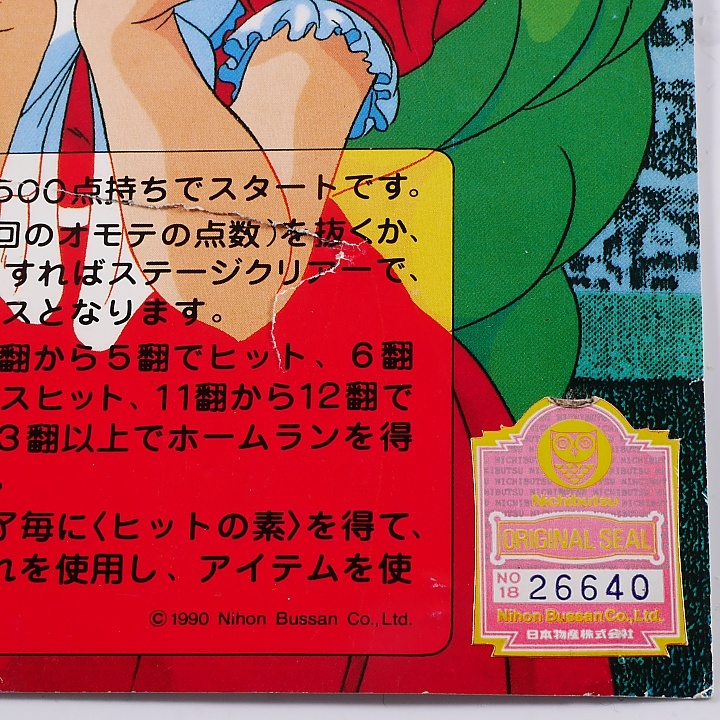 500点持ちでスタートです。
回のオモテの点数)を抜くか、
すればステージクリアーで、
スとなります。
翻から5翻でヒット、6翻
スヒット、11翻から12翻で
3翻以上でホームランを得
。
ア毎に〈ヒットの素〉を得て、
れを使用し、アイテムを使
©1990 Nihon Bussan Co.,Ltd.
Nichibutsu
ORIGINAL SEAL
NO 18 26640
Nihon Bussan Co.,Ltd.
日本物産株式会社